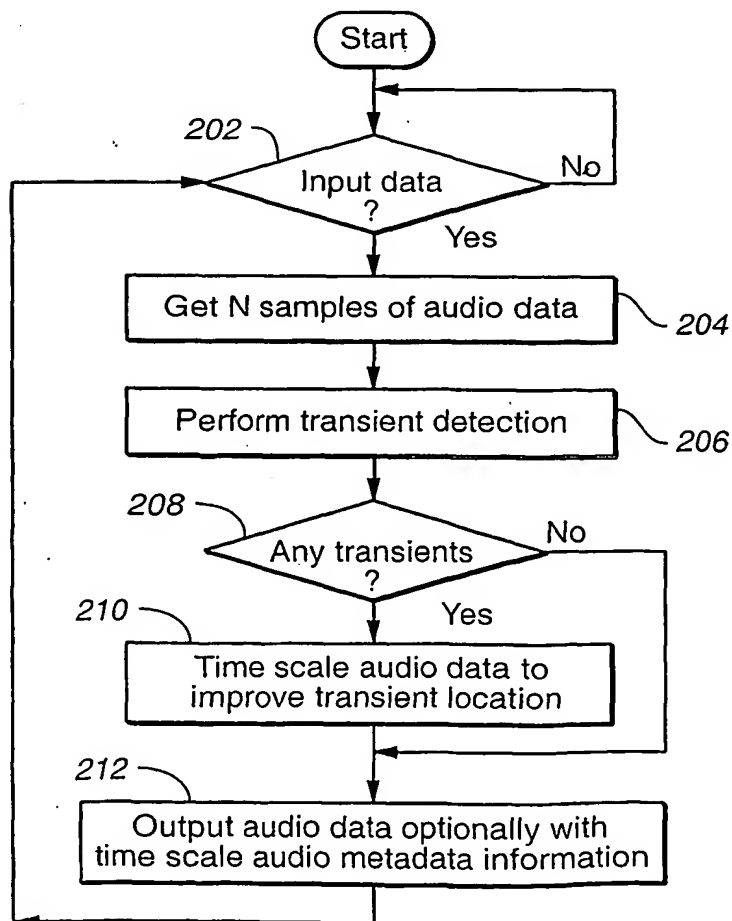 Start
202
Input data
?
No
Yes
Get N samples of audio data
204
Perform transient detection
206
208
Any transients
?
No
Yes
210
Time scale audio data to
improve transient location
212
Output audio data optionally with
time scale audio metadata information